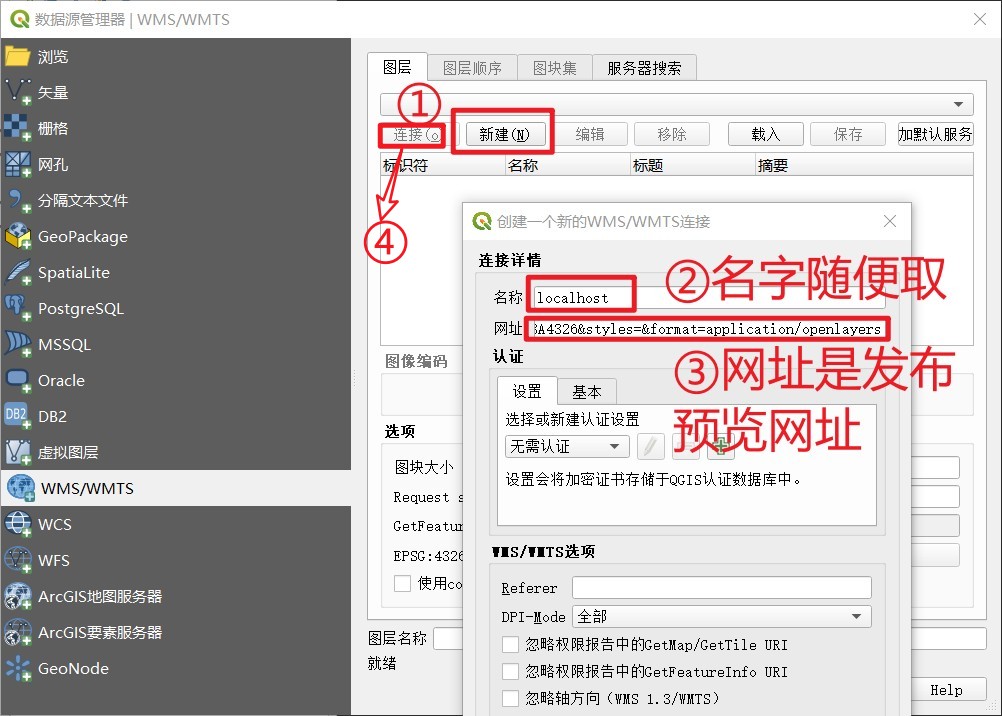 数据源管理器 | WMS/WMTS
浏览
矢量
栅格
网孔
分隔文本文件
GeoPackage
SpatiaLite
PostgreSQL
MSSQL
Oracle
DB2
DB2
虚拟图层
WMS/WMTS
WCS
WFS
ArcGIS地图服务器
ArcGIS要素服务器
GeoNode
图层 图层顺序 图块集 服务器搜索
①
连接(o 新建(N) 编辑 移除 载入 保存 加默认服务
标识符 名称 标题 摘要
④
图像编码
选项
图块大小
Request s
GetFeatur
EPSG:4326
使用co
图层名称
就绪
创建一个新的WMS/WMTS连接
连接详情
名称 localhost
②名字随便取
网址 3A4326&styles=&format=application/openlayers
③网址是发布
预览网址
认证
设置 基本
选择或新建认证设置
无需认证
设置会将加密证书存储于QGIS认证数据库中。
WMS/WMTS选项
Referer
DPI-Mode 全部
忽略权限报告中的GetMap/GetTile URI
忽略权限报告中的GetFeatureInfo URI
忽略轴方向（WMS 1.3/WMTS）
Help